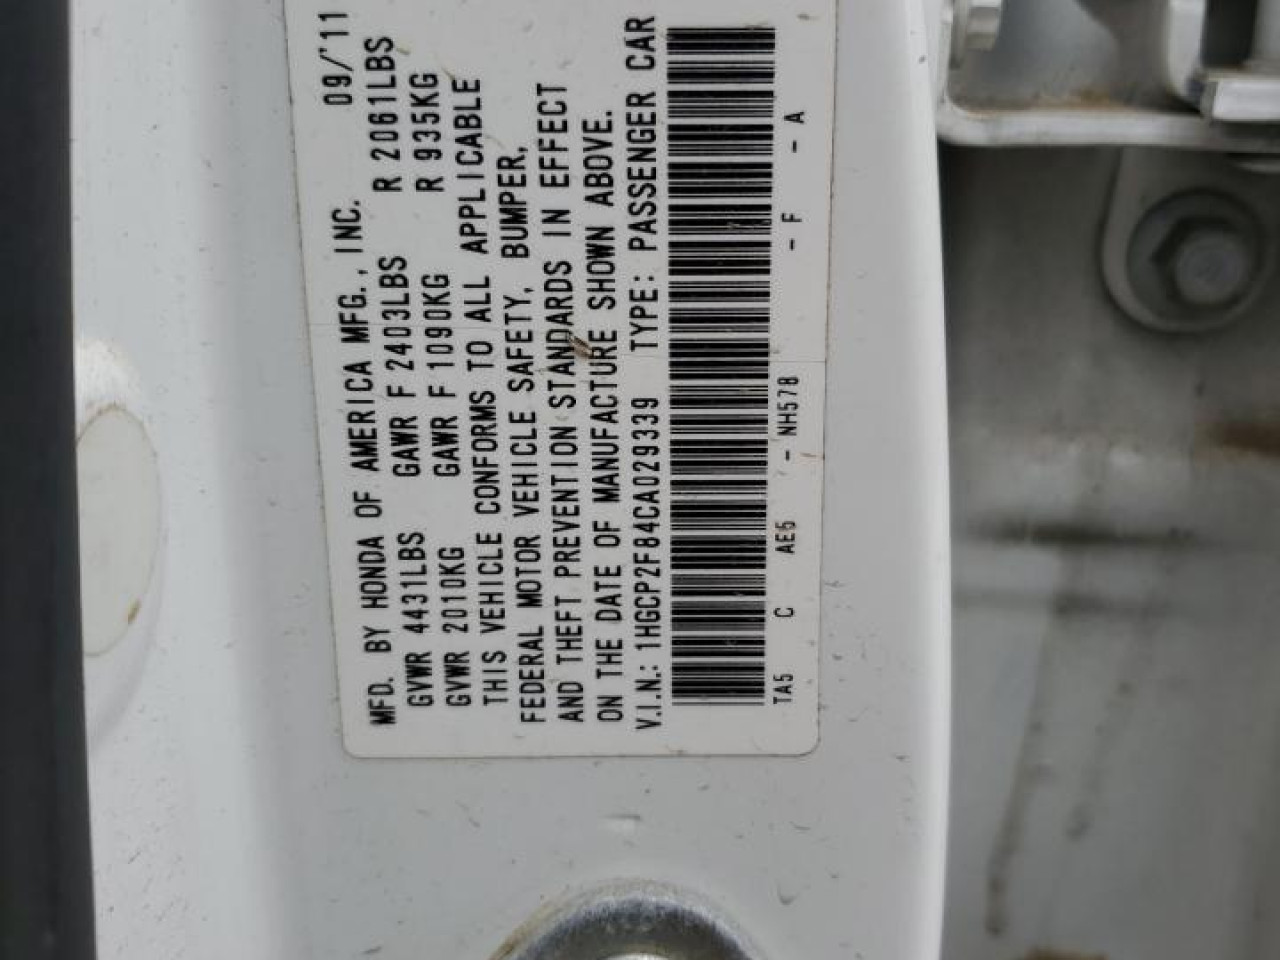 MFD. BY HONDA OF AMERICA MFG., INC. 09/'11
GVWR 4431LBS GAWR F 2403LBS R 2061LBS
GVWR 2010KG GAWR F 1090KG R 935KG
THIS VEHICLE CONFORMS TO ALL APPLICABLE
FEDERAL MOTOR VEHICLE SAFETY, BUMPER,
AND THEFT PREVENTION STANDARDS IN EFFECT
ON THE DATE OF MANUFACTURE SHOWN ABOVE.
V.I.N.: 1HGCP2F84CA029339 TYPE: PASSENGER CAR
TA5 C AE5 - NH578 - F - A